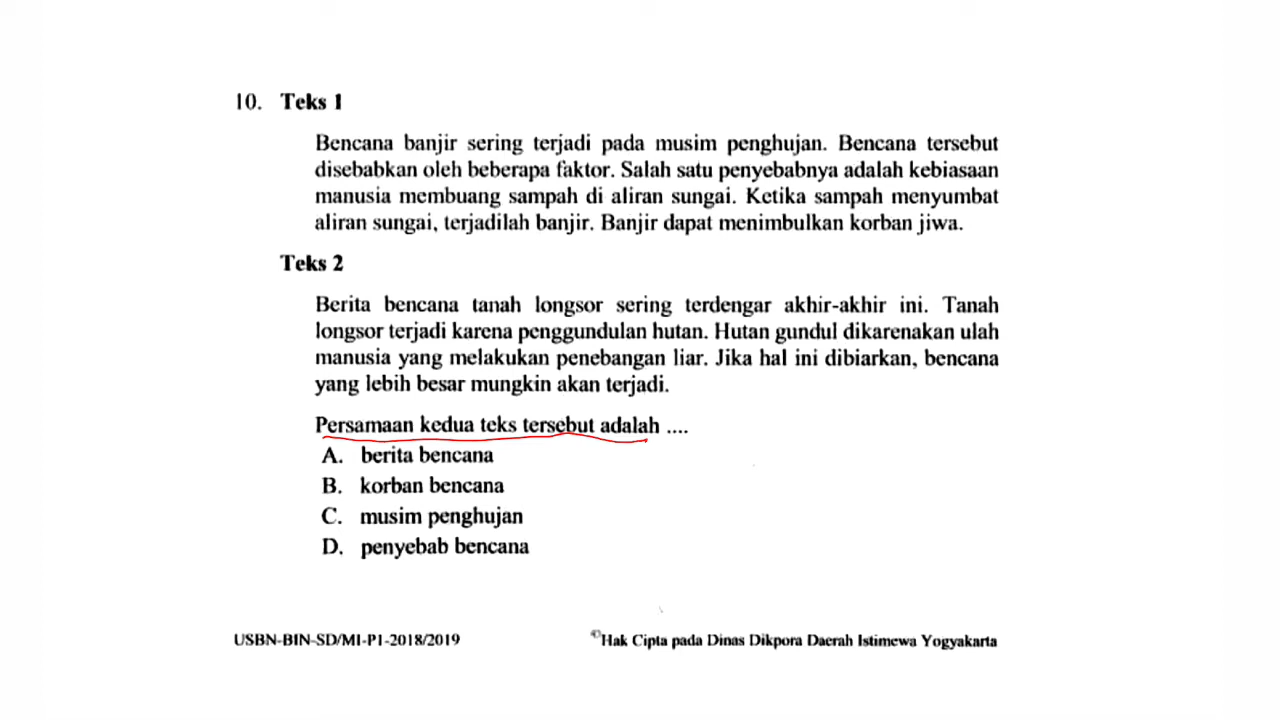 10. Teks 1
Bencana banjir sering terjadi pada musim penghujan. Bencana tersebut
disebabkan oleh beberapa faktor. Salah satu penyebabnya adalah kebiasaan
manusia membuang sampah di aliran sungai. Ketika sampah menyumbat
aliran sungai, terjadilah banjir. Banjir dapat menimbulkan korban jiwa.
Teks 2
Berita bencana tanah longsor sering terdengar akhir-akhir ini. Tanah
longsor terjadi karena penggundulan hutan. Hutan gundul dikarenakan ulah
manusia yang melakukan penebangan liar. Jika hal ini dibiarkan, bencana
yang lebih besar mungkin akan terjadi.
Persamaan kedua teks tersebut adalah ....
A. berita bencana
B. korban bencana
C. musim penghujan
D. penyebab bencana
USBN-BIN-SD/MI-P1-2018/2019 ©Hak Cipta pada Dinas Dikpora Daerah Istimewa Yogyakarta